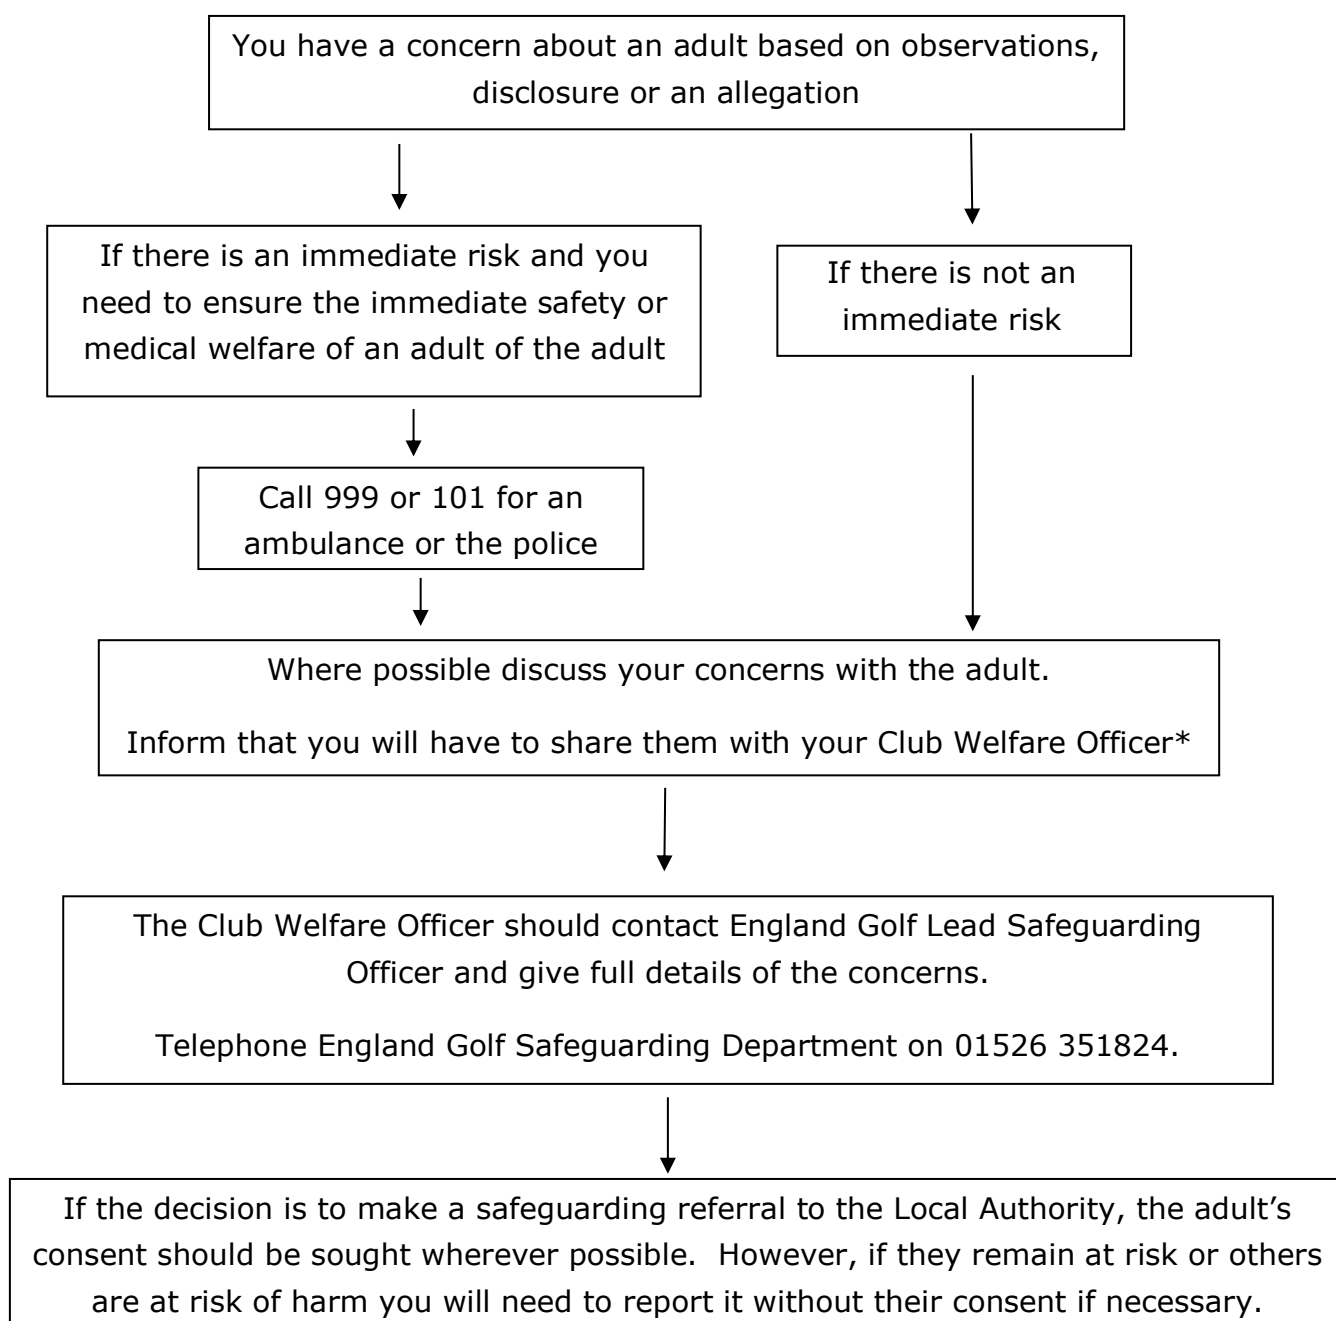 You have a concern about an adult based on observations,
disclosure or an allegation
If there is an immediate risk and you
need to ensure the immediate safety or
medical welfare of an adult of the adult
If there is not an
immediate risk
Call 999 or 101 for an
ambulance or the police
Where possible discuss your concerns with the adult.
Inform that you will have to share them with your Club Welfare Officer*
The Club Welfare Officer should contact England Golf Lead Safeguarding
Officer and give full details of the concerns.
Telephone England Golf Safeguarding Department on 01526 351824.
If the decision is to make a safeguarding referral to the Local Authority, the adult’s
consent should be sought wherever possible.  However, if they remain at risk or others
are at risk of harm you will need to report it without their consent if necessary.